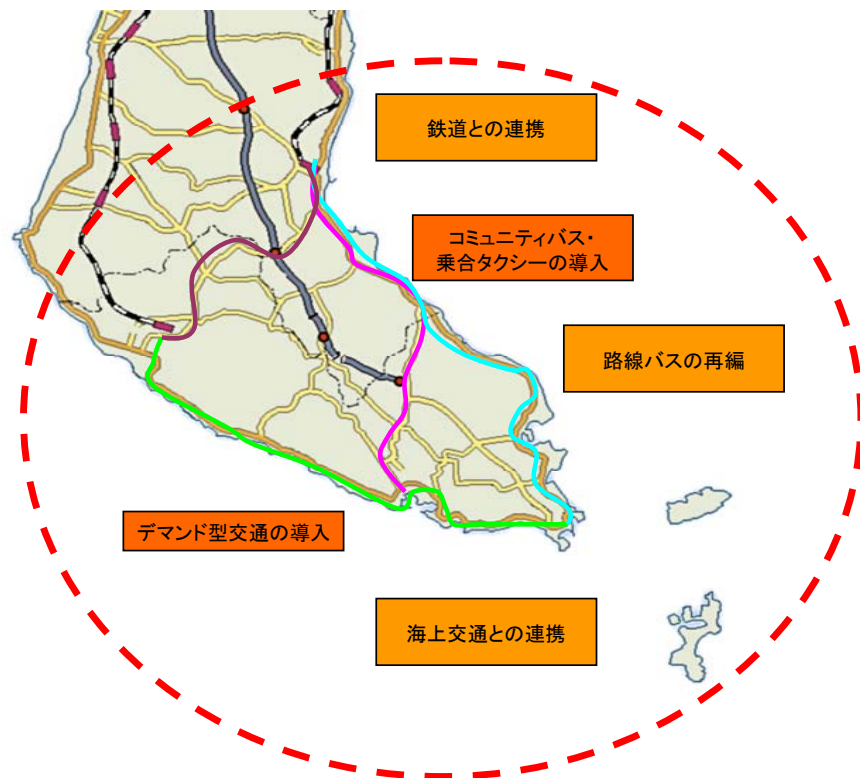 鉄道との連携
コミュニティバス・
乗合タクシーの導入
路線バスの再編
デマンド型交通の導入
海上交通との連携